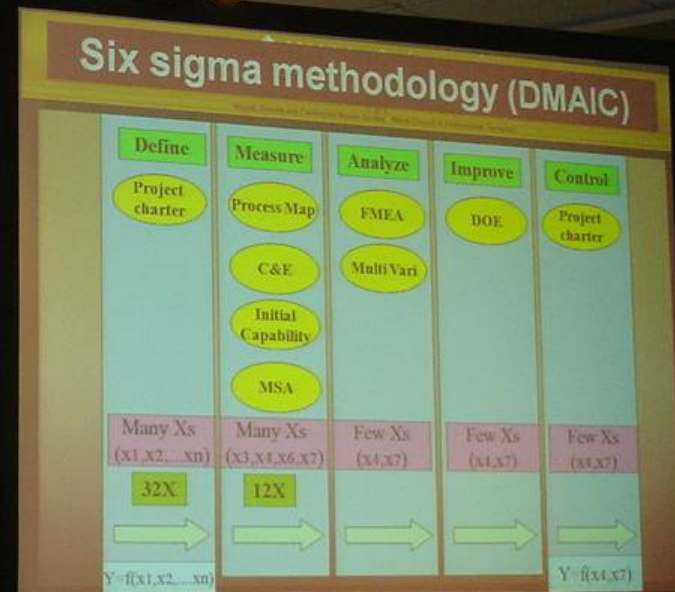 Six sigma methodology (DMAIC)
Define
Project
charter
Many Xs
(x1,x2,...xn)
32X
Y=f(x1,x2,...xn)
Measure
Process Map
C&E
Initial
Capability
MSA
Many Xs
(x3,x4,x6,x7)
12X
Analyze
FMEA
Multi Vari
Few Xs
(x4,x7)
Improve
DOE
Few Xs
(x4,x7)
Control
Project
charter
Few Xs
(x4,x7)
Y=f(x4,x7)